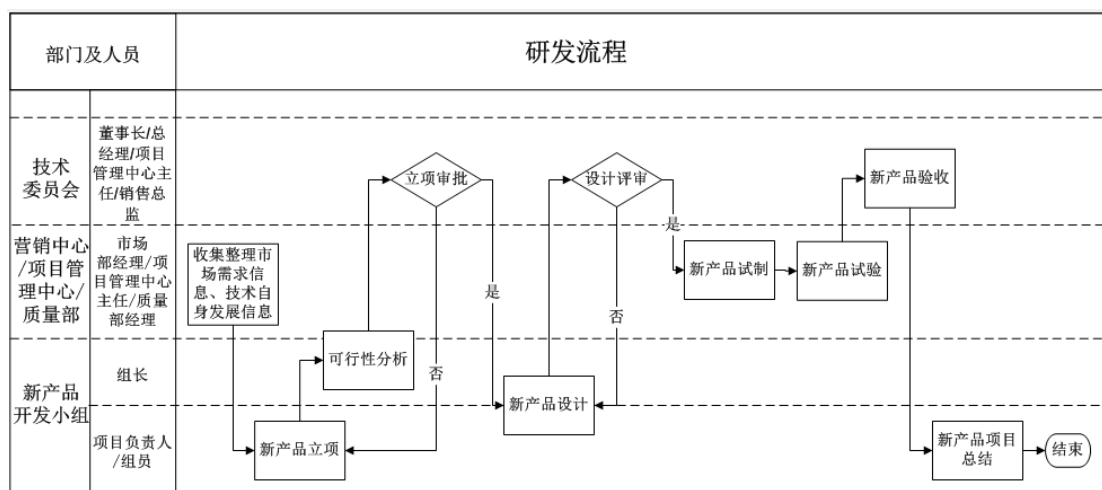 部门及人员
研发流程
技术
委员会
董事长/总
经理/项目
管理中心主
任/销售总
监
立项审批
设计评审
新产品验收
是
营销中心
/项目管
理中心/
质量部
市场
部经理/项
目管理中心
主任/质量
部经理
收集整理市
场需求信
息、技术自
身发展信息
新产品试制
新产品试验
是
否
新产品
开发小组
组长
可行性分析
否
新产品设计
项目负责人
/组员
新产品立项
新产品项目
总结
结束